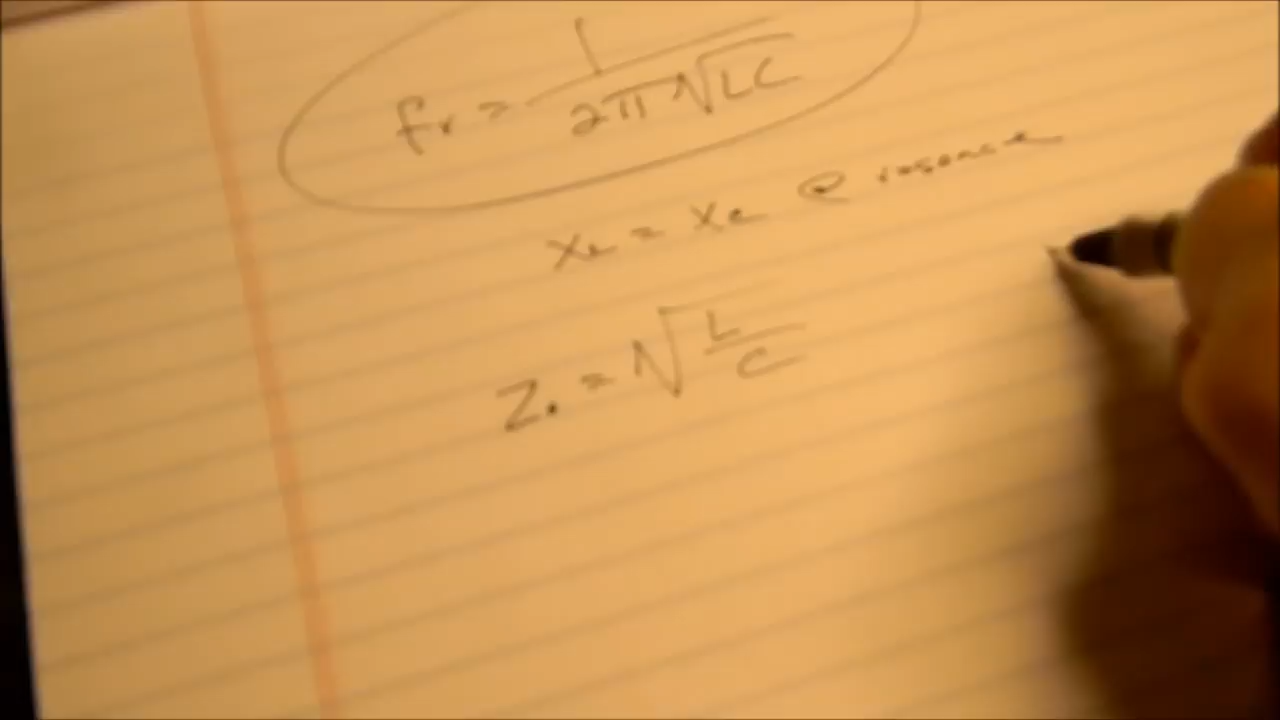 fr = 1/2π√LC
XL = XC @ resonance
Z₀ = √L/C